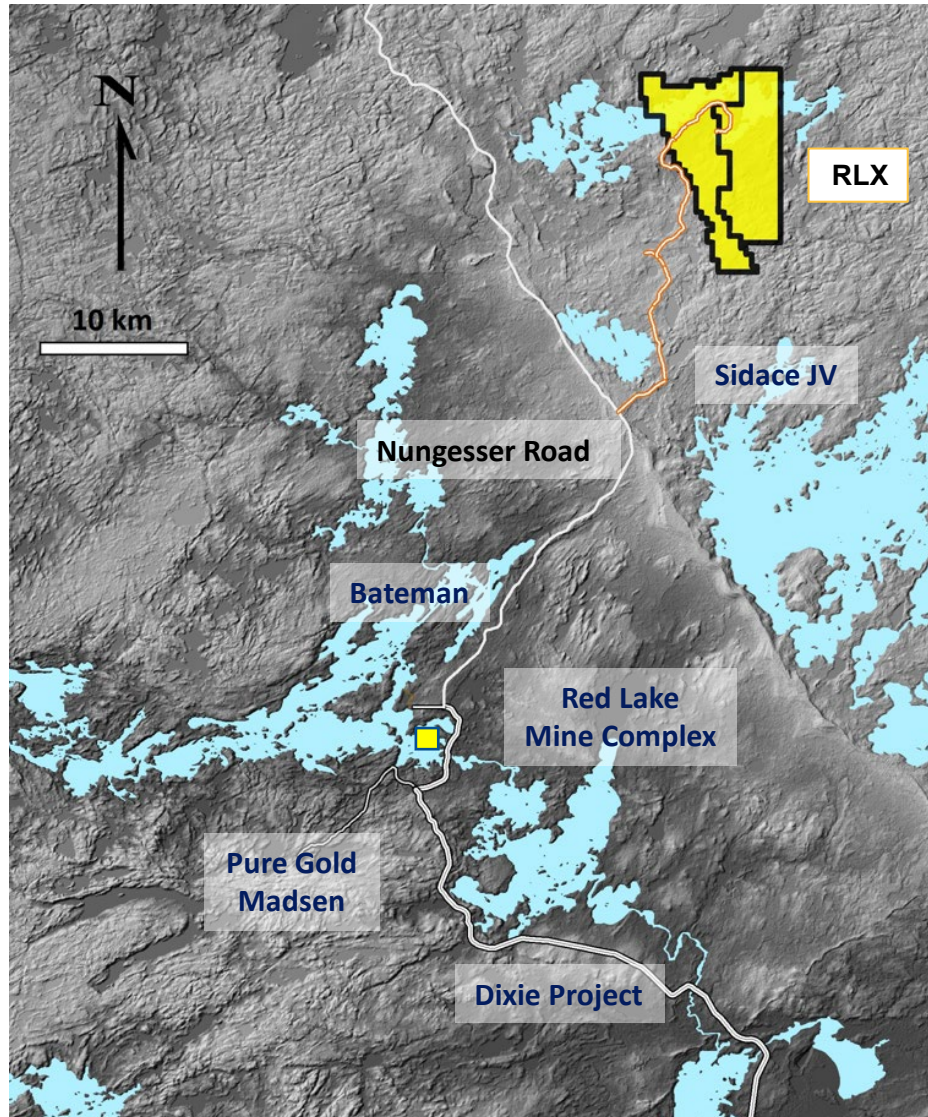 N
RLX
10 km
Sidace JV
Nungesser Road
Bateman
Red Lake
Mine Complex
Pure Gold
Madsen
Dixie Project